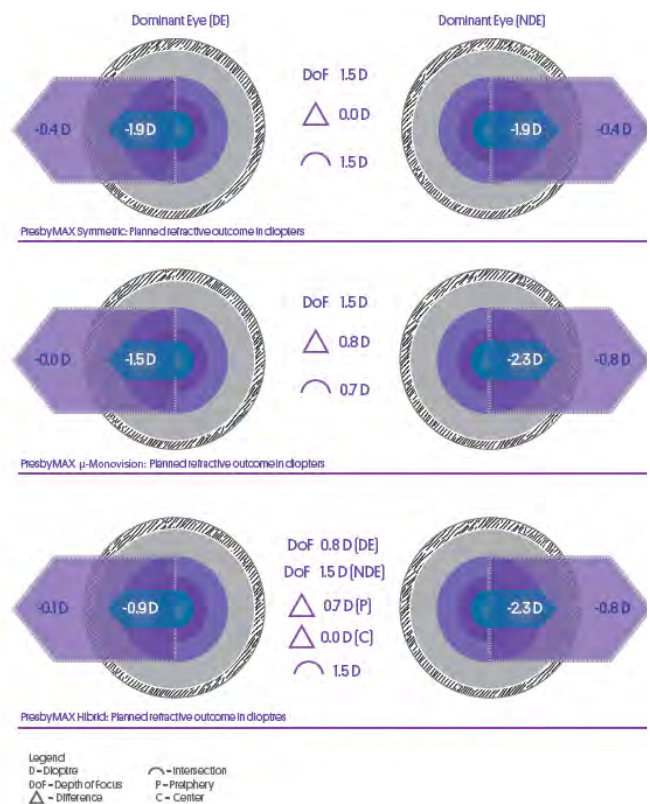 Dominant Eye (DE)
Dominant Eye (NDE)
DoF 1.5 D
-0.4 D
-1.9 D
△ 0.0 D
-1.9 D
-0.4 D
⌒ 1.5 D
PresbyMAX Symmetric: Planned refractive outcome in diopters
DoF 1.5 D
-0.0 D
-1.5 D
△ 0.8 D
-2.3 D
-0.8 D
⌒ 0.7 D
PresbyMAX μ-Monovision: Planned refractive outcome in diopters
DoF 0.8 D (DE)
DoF 1.5 D (NDE)
-0.1 D
-0.9 D
△ 0.7 D (P)
-2.3 D
-0.8 D
△ 0.0 D (C)
⌒ 1.5 D
PresbyMAX Hibrid: Planned refractive outcome in dioptres
Legend
D - Dioptre
⌒ - Intersection
DoF - Depth of Focus
P - Preiphery
△ - Difference
C - Center